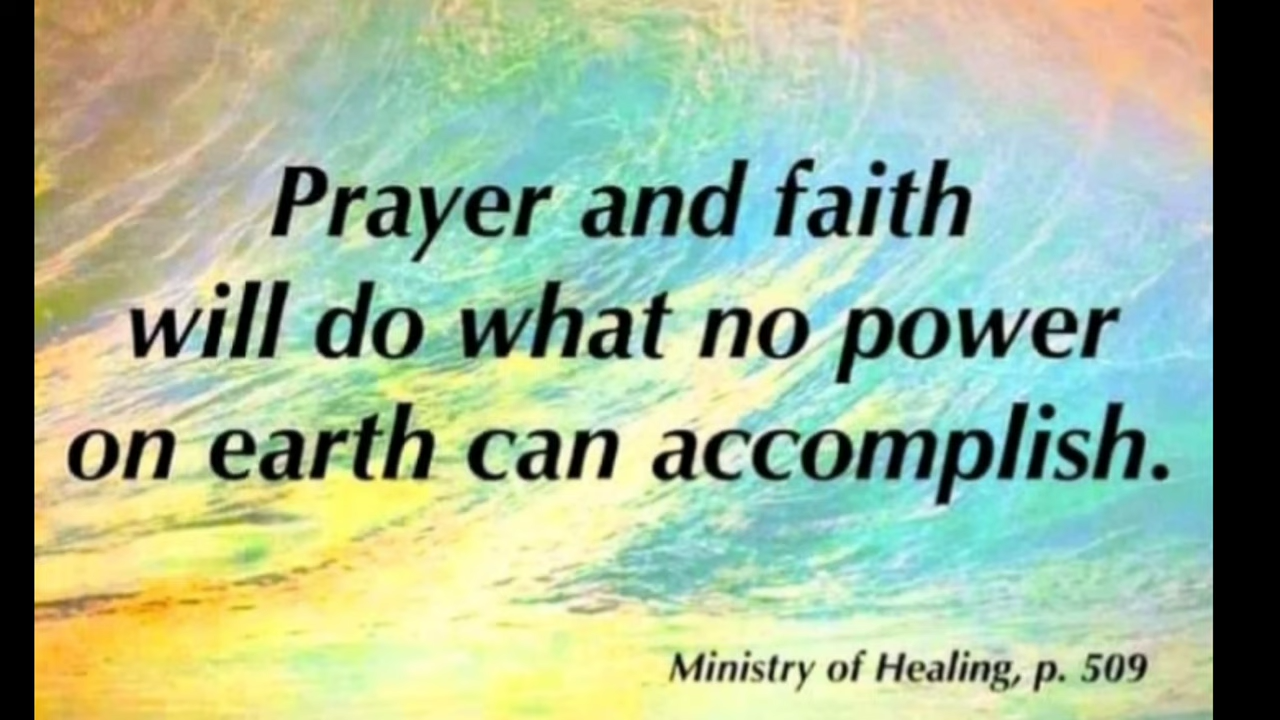 Prayer and faith
will do what no power
on earth can accomplish.
Ministry of Healing, p. 509